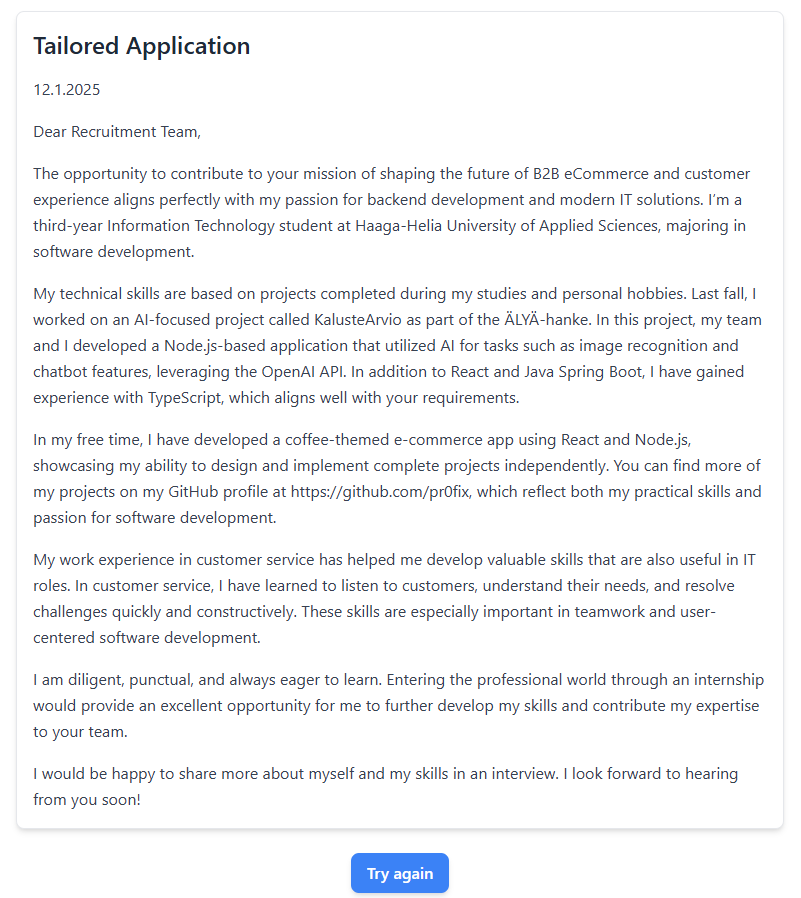 Tailored Application
12.1.2025
Dear Recruitment Team,
The opportunity to contribute to your mission of shaping the future of B2B eCommerce and customer
experience aligns perfectly with my passion for backend development and modern IT solutions. I’m a
third-year Information Technology student at Haaga-Helia University of Applied Sciences, majoring in
software development.
My technical skills are based on projects completed during my studies and personal hobbies. Last fall, I
worked on an AI-focused project called KalusteArvio as part of the ÄLYÄ-hanke. In this project, my team
and I developed a Node.js-based application that utilized AI for tasks such as image recognition and
chatbot features, leveraging the OpenAI API. In addition to React and Java Spring Boot, I have gained
experience with TypeScript, which aligns well with your requirements.
In my free time, I have developed a coffee-themed e-commerce app using React and Node.js,
showcasing my ability to design and implement complete projects independently. You can find more of
my projects on my GitHub profile at https://github.com/pr0fix, which reflect both my practical skills and
passion for software development.
My work experience in customer service has helped me develop valuable skills that are also useful in IT
roles. In customer service, I have learned to listen to customers, understand their needs, and resolve
challenges quickly and constructively. These skills are especially important in teamwork and user-
centered software development.
I am diligent, punctual, and always eager to learn. Entering the professional world through an internship
would provide an excellent opportunity for me to further develop my skills and contribute my expertise
to your team.
I would be happy to share more about myself and my skills in an interview. I look forward to hearing
from you soon!
Try again